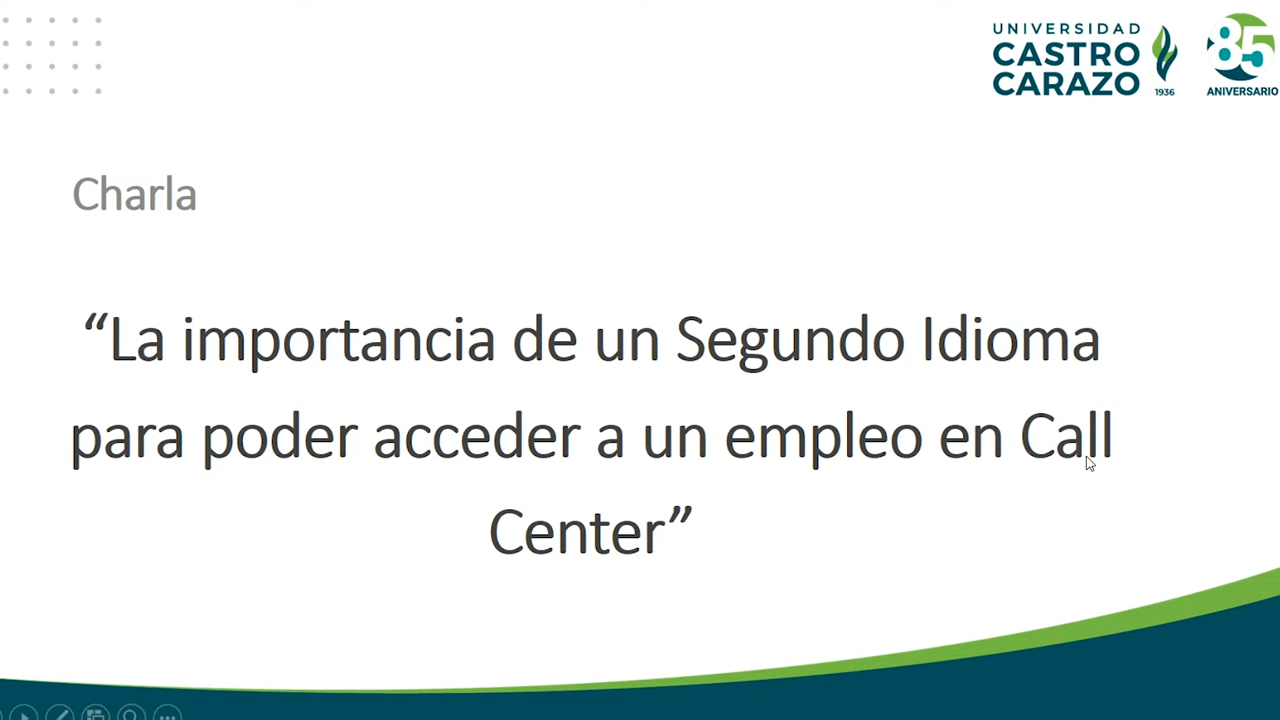 UNIVERSIDAD
CASTRO
CARAZO
1936
85
ANIVERSARIO
Charla
“La importancia de un Segundo Idioma
para poder acceder a un empleo en Call
Center”